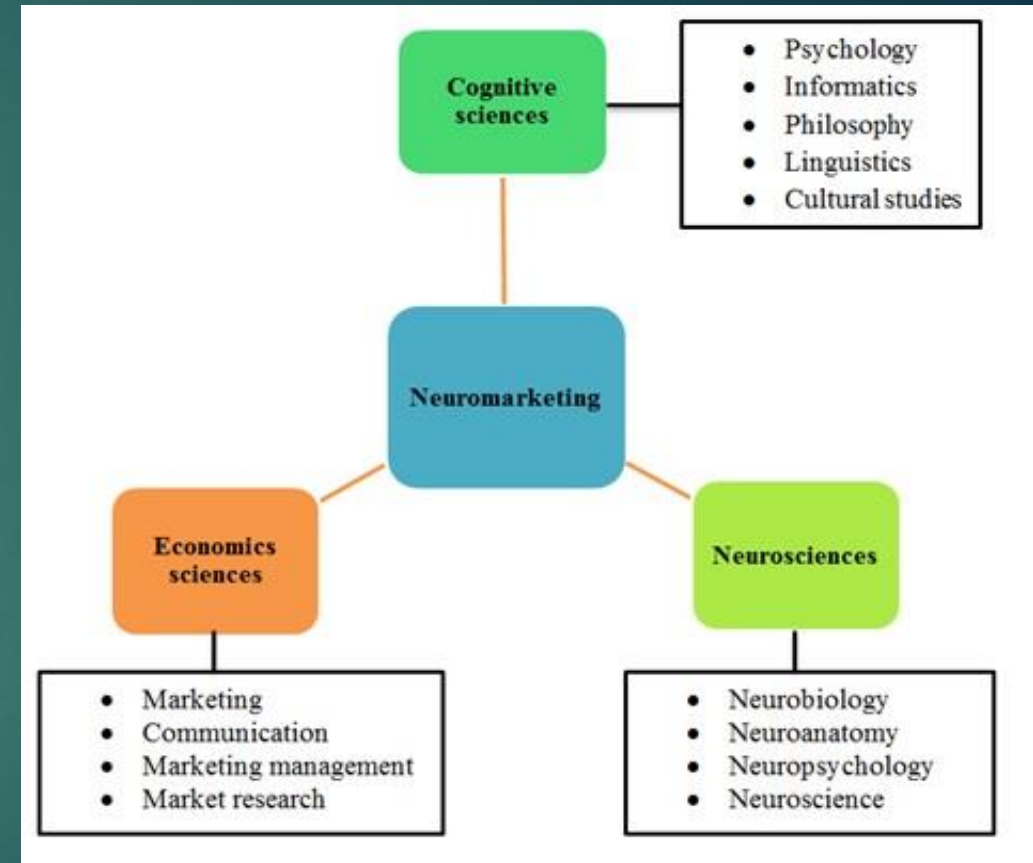 Cognitive
sciences
• Psychology
• Informatics
• Philosophy
• Linguistics
• Cultural studies
Neuromarketing
Economics
sciences
Neurosciences
• Marketing
• Communication
• Marketing management
• Market research
• Neurobiology
• Neuroanatomy
• Neuropsychology
• Neuroscience